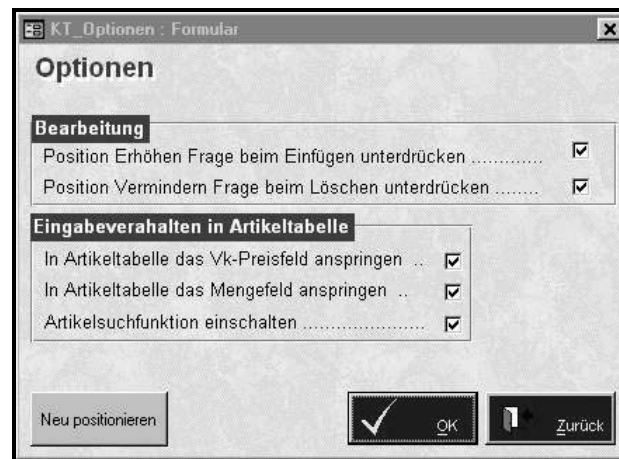 KT_Optionen : Formular
Optionen
Bearbeitung
Position Erhöhen Frage beim Einfügen unterdrücken .............
Position Vermindern Frage beim Löschen unterdrücken ........
Eingabeverahalten in Artikeltabelle
In Artikeltabelle das Vk-Preisfeld anspringen ..
In Artikeltabelle das Mengefeld anspringen ..
Artikelsuchfunktion einschalten ......................
Neu positionieren
OK
Zurück